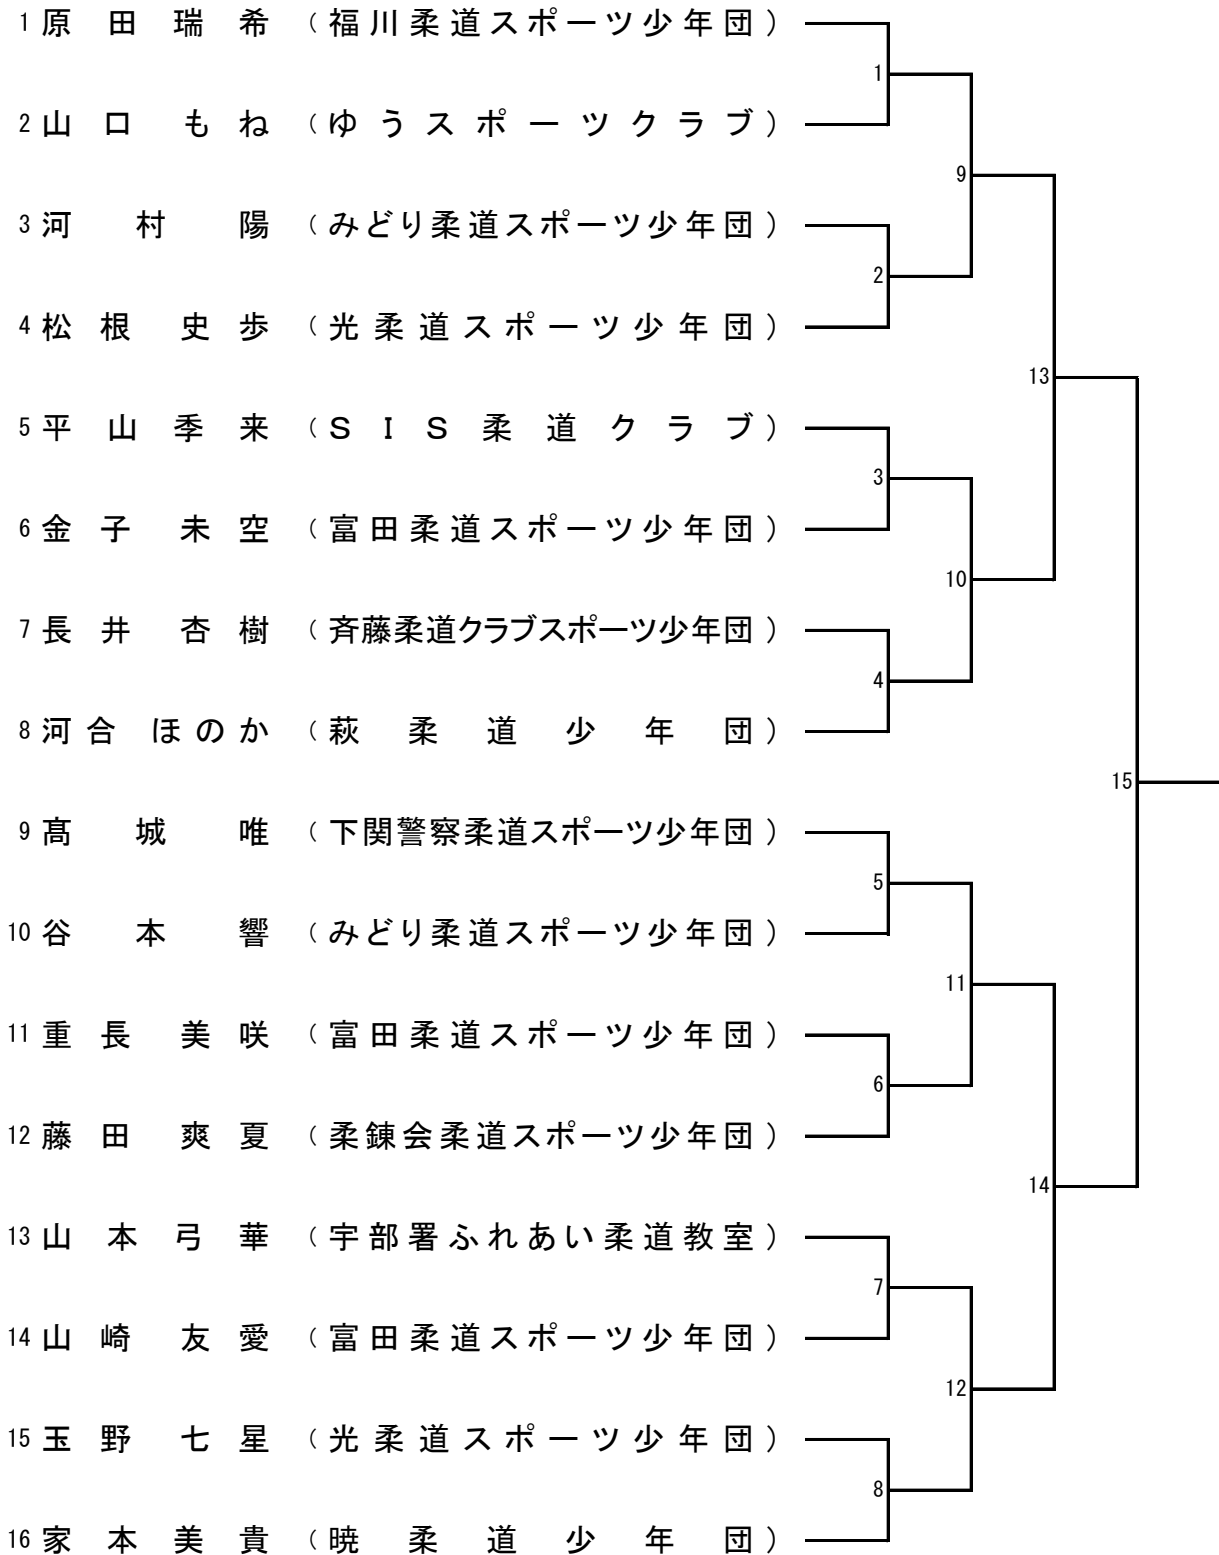 1 原田 瑞希 （福川柔道スポーツ少年団）
1
2 山口 もね （ゆうスポーツクラブ）
9
3 河村 陽 （みどり柔道スポーツ少年団）
2
4 松根 史歩 （光柔道スポーツ少年団）
13
5 平山 季来 （ＳＩＳ柔道クラブ）
3
6 金子 未空 （富田柔道スポーツ少年団）
10
7 長井 杏樹 （斉藤柔道クラブスポーツ少年団）
4
8 河合 ほのか （萩柔道少年団）
15
9 髙城 唯 （下関警察柔道スポーツ少年団）
5
10 谷本 響 （みどり柔道スポーツ少年団）
11
11 重長 美咲 （富田柔道スポーツ少年団）
6
12 藤田 爽夏 （柔錬会柔道スポーツ少年団）
14
13 山本 弓華 （宇部署ふれあい柔道教室）
7
14 山崎 友愛 （富田柔道スポーツ少年団）
12
15 玉野 七星 （光柔道スポーツ少年団）
8
16 家本 美貴 （暁柔道少年団）